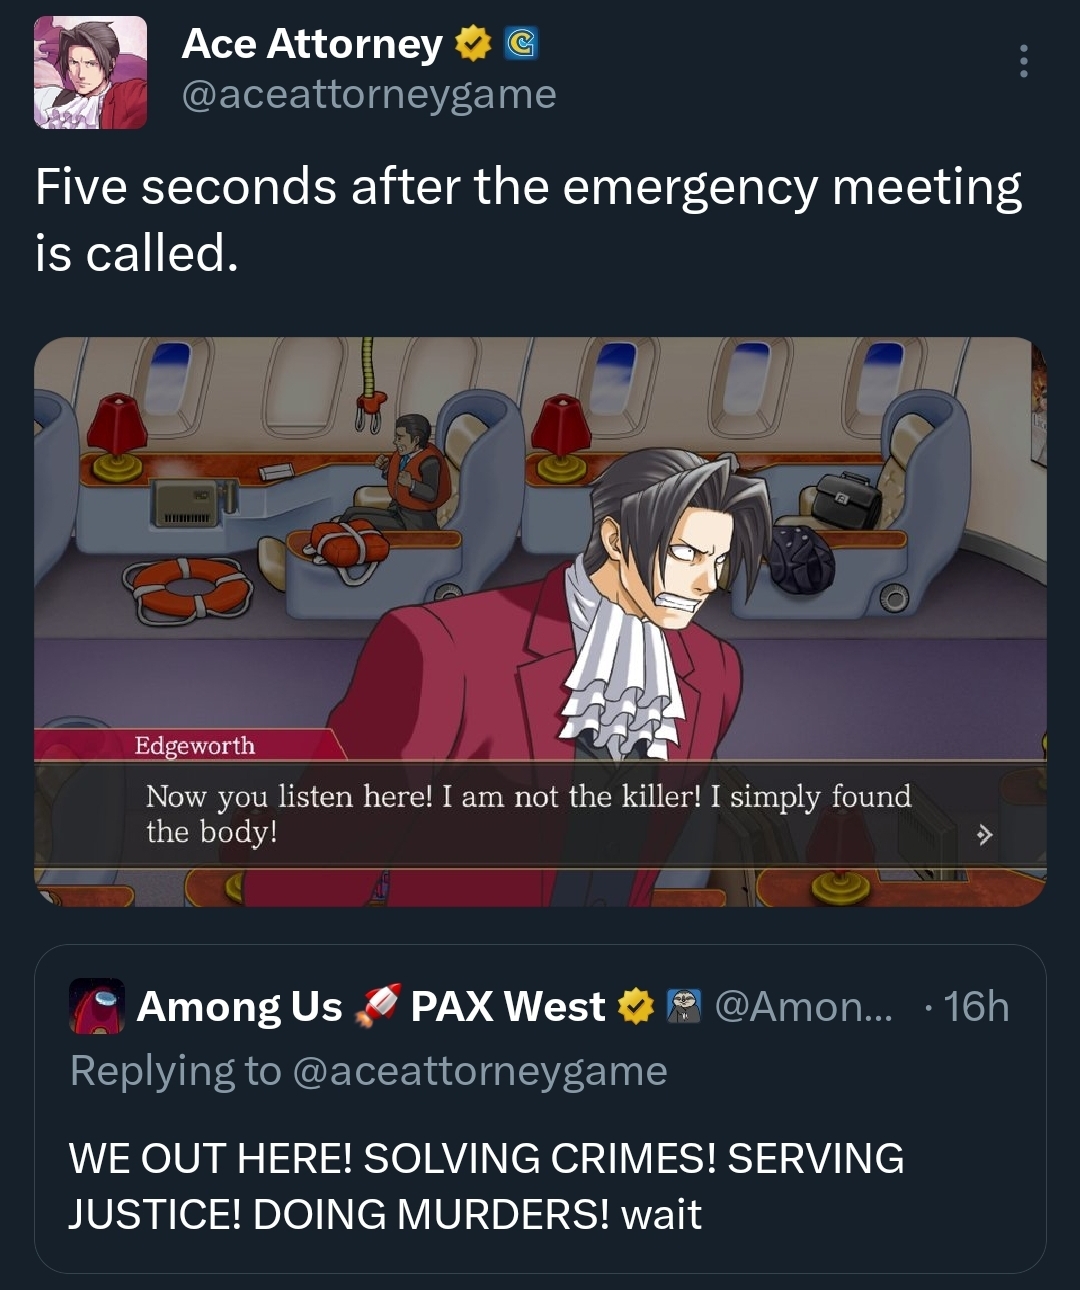 Ace Attorney
@aceattorneygame
Five seconds after the emergency meeting
is called.
Edgeworth
Now you listen here! I am not the killer! I simply found
the body!
Among Us 🚀 PAX West @Amon... · 16h
Replying to @aceattorneygame
WE OUT HERE! SOLVING CRIMES! SERVING
JUSTICE! DOING MURDERS! wait